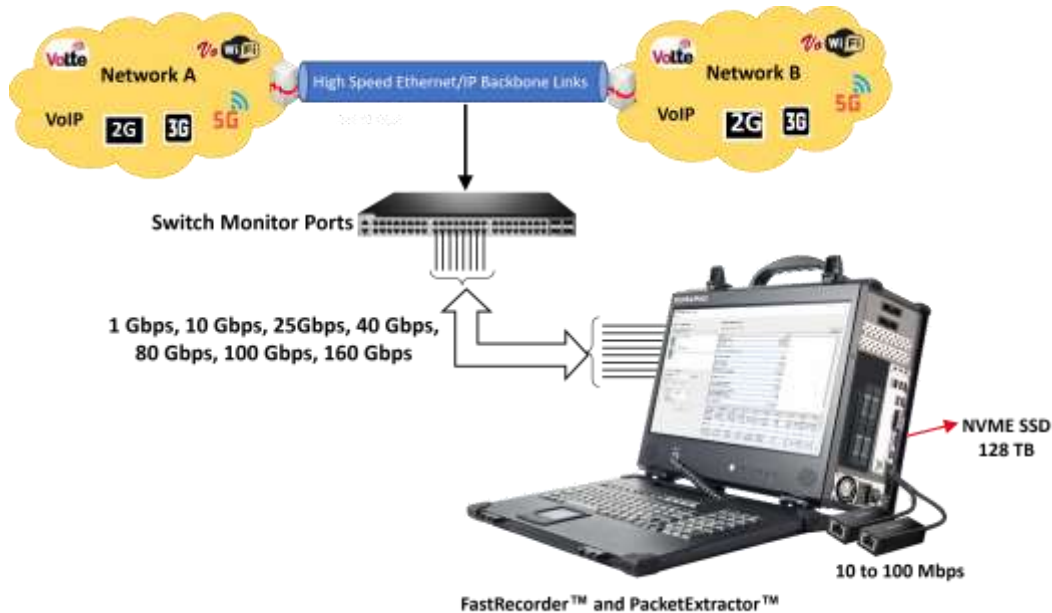 VoLTE
Vo WiFi
Network A
VoIP
2G
3G
5G
High Speed Ethernet/IP Backbone Links
VoLTE
Vo WiFi
Network B
VoIP
2G
3G
5G
Switch Monitor Ports
1 Gbps, 10 Gbps, 25Gbps, 40 Gbps,
80 Gbps, 100 Gbps, 160 Gbps
NVME SSD
128 TB
10 to 100 Mbps
FastRecorder™ and PacketExtractor™